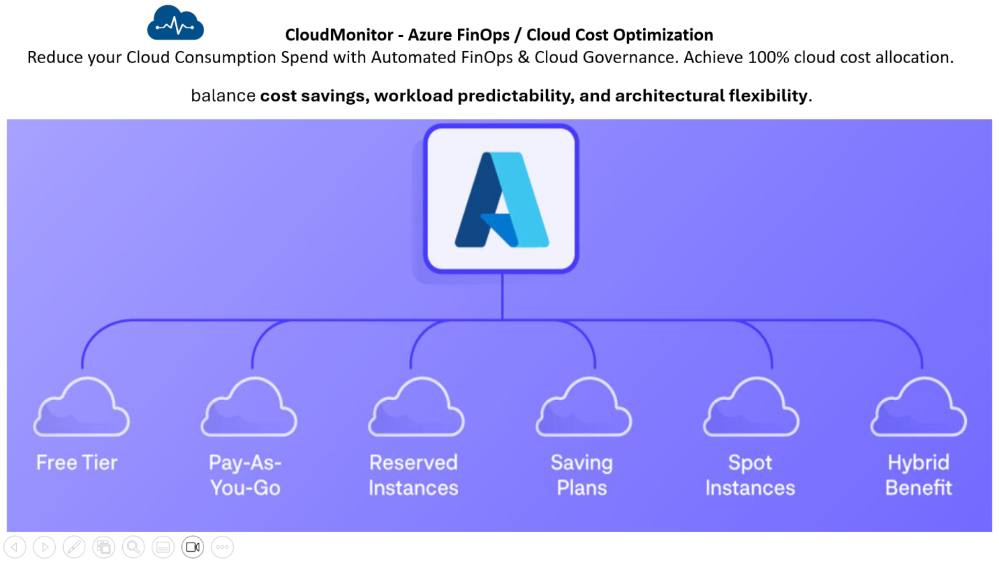 CloudMonitor - Azure FinOps / Cloud Cost Optimization
Reduce your Cloud Consumption Spend with Automated FinOps & Cloud Governance. Achieve 100% cloud cost allocation.
balance cost savings, workload predictability, and architectural flexibility.
Free Tier
Pay-As-
You-Go
Reserved
Instances
Saving
Plans
Spot
Instances
Hybrid
Benefit